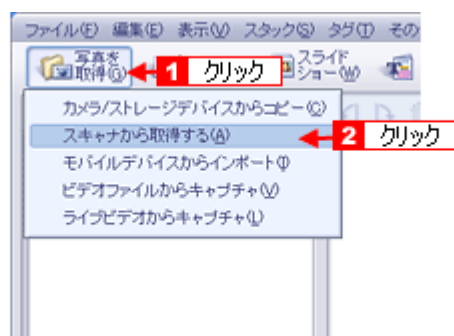 ファイル(F) 編集(E) 表示(V) スタック(S) タグ(T) その
写真を取得(G) 1 クリック スライドショー(W)
カメラ/ストレージデバイスからコピー(C)
スキャナから取得する(A) 2 クリック
モバイルデバイスからインポート(I)
ビデオファイルからキャプチャ(V)
ライブビデオからキャプチャ(L)